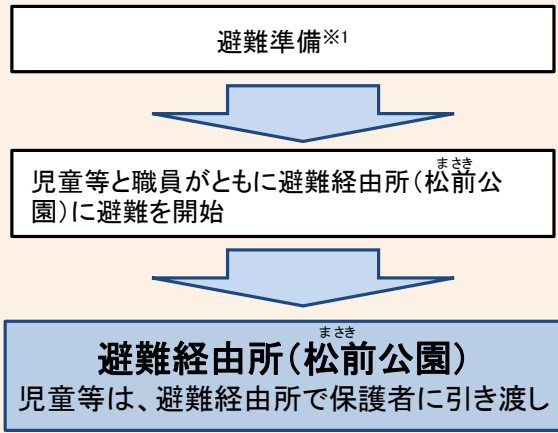 避難準備※1
まさき
児童等と職員がともに避難経由所(松前公
園)に避難を開始
まさき
避難経由所(松前公園)
児童等は、避難経由所で保護者に引き渡し